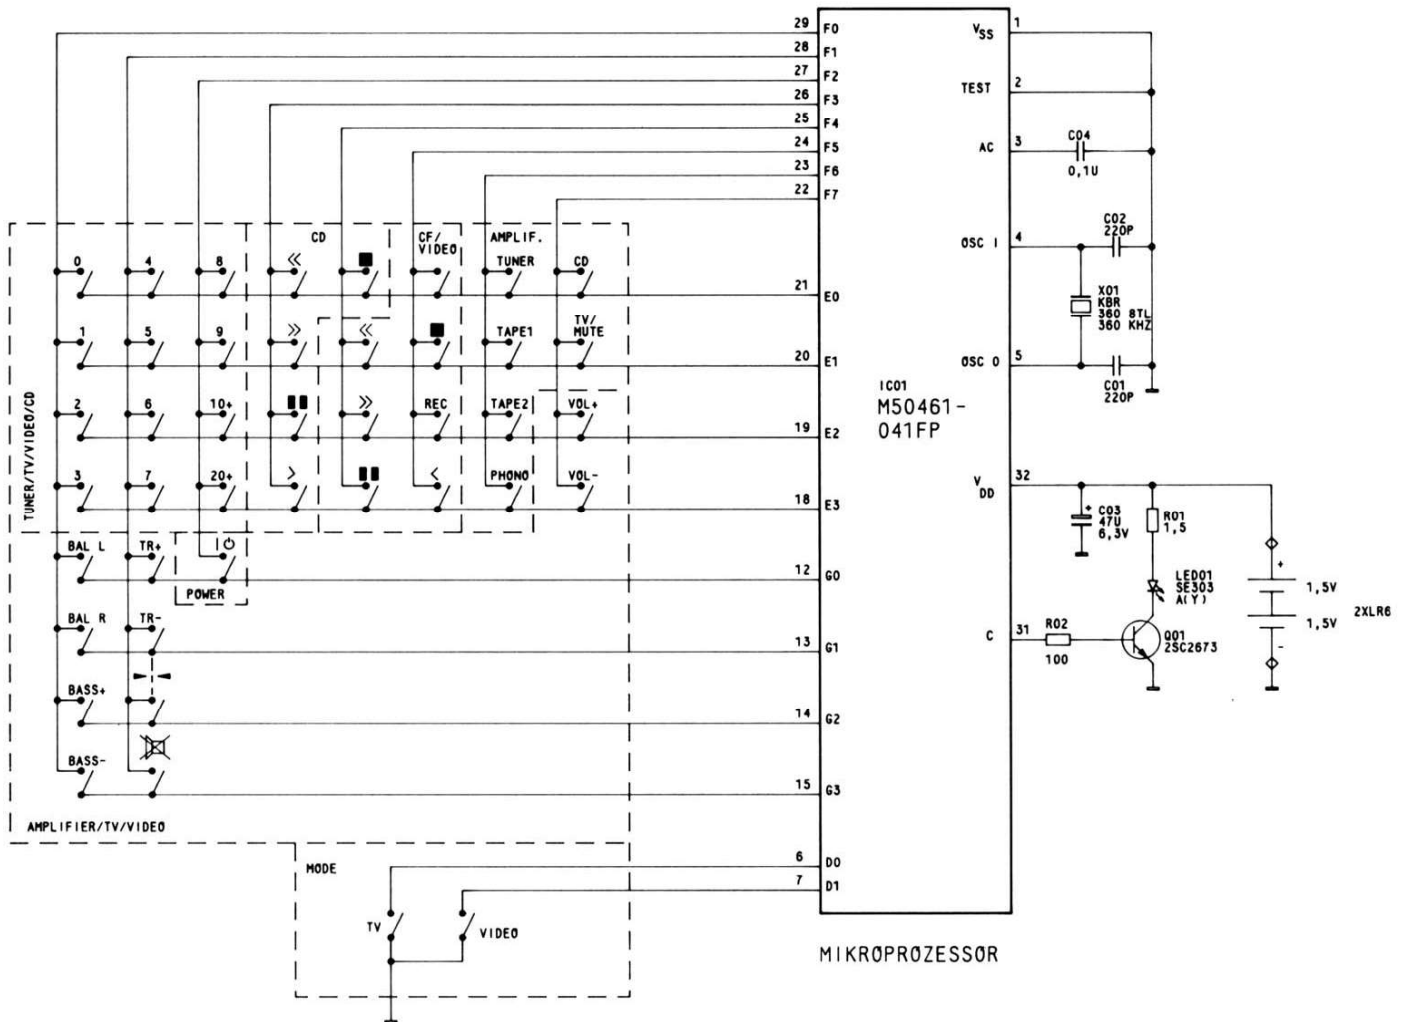 29 F0 VSS 1
28 F1
27 F2
26 F3 TEST 2
25 F4
24 F5 AC 3 C04 0,1U
23 F6
22 F7
CD CF/ VIDEO AMPLIF. OSC I 4 C02 220P
0 4 8 « ■ TUNER CD
21 E0
X01
KBR
360 8TL
360 KHZ
1 5 9 » « ■ TAPE1 TV/ MUTE
20 E1 OSC O 5
C01
220P
IC01
M50461-
041FP
2 6 10+ ▮▮ » REC TAPE2 VOL+
19 E2
TUNER/TV/VIDEO/CD
3 7 20+ > ▮▮ < PHONO VOL-
18 E3
VDD 32
C03
+
47U
6,3V
R01
1,5
BAL L TR+ I⏻
12 G0
POWER
LED01
SE303
A(Y)
+
1,5V
1,5V
-
2XLR6
BAL R TR-
13 G1
C 31 R02
100
Q01
2SC2673
BASS+
14 G2
BASS-
15 G3
AMPLIFIER/TV/VIDEO
MODE
6 D0
7 D1
TV VIDEO
MIKROPROZESSOR